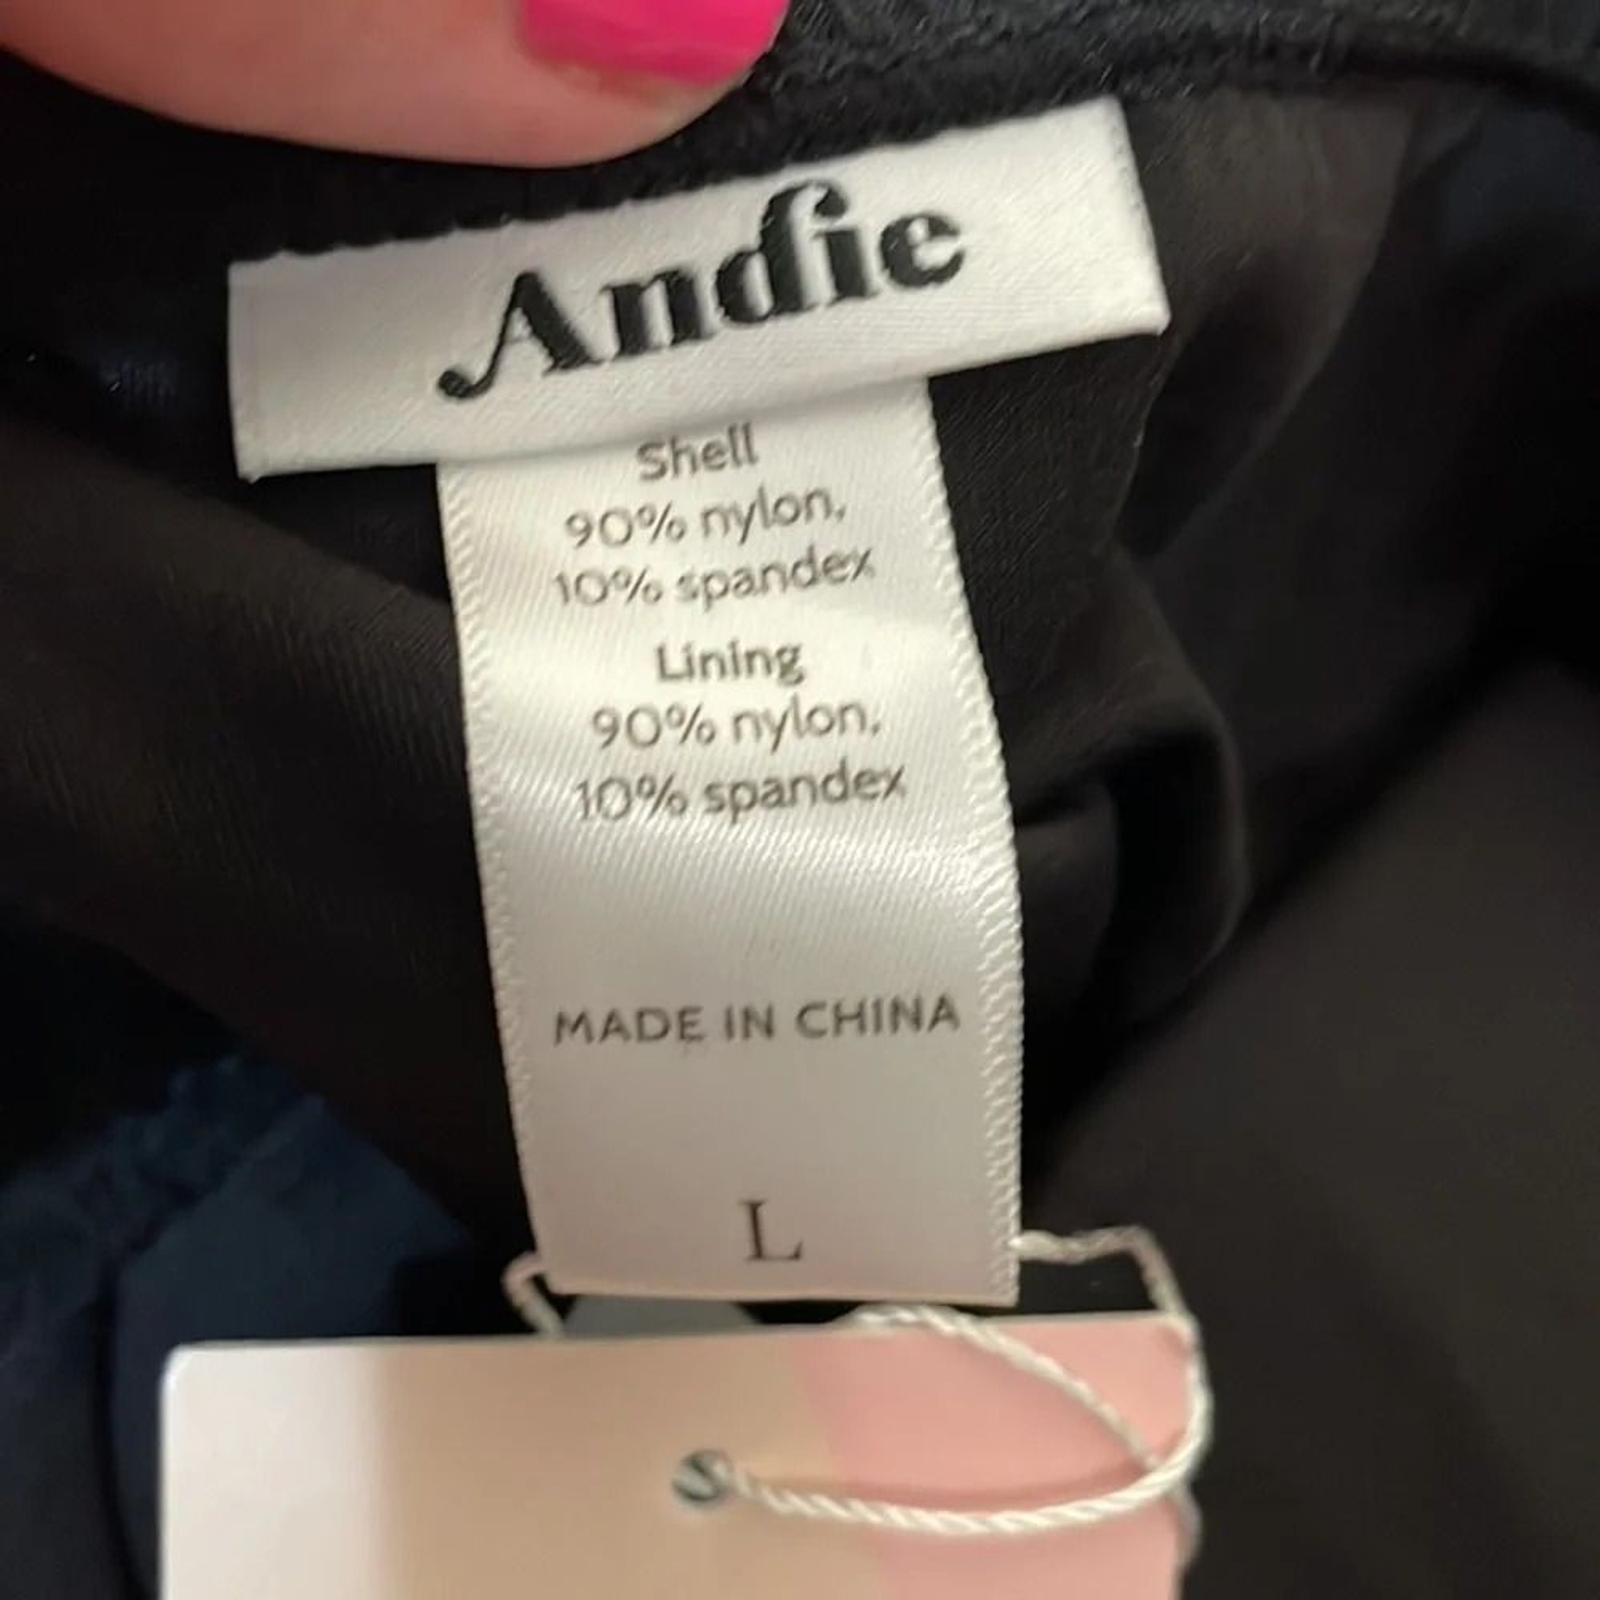 Andie
Shell
90% nylon,
10% spandex
Lining
90% nylon,
10% spandex
MADE IN CHINA
L